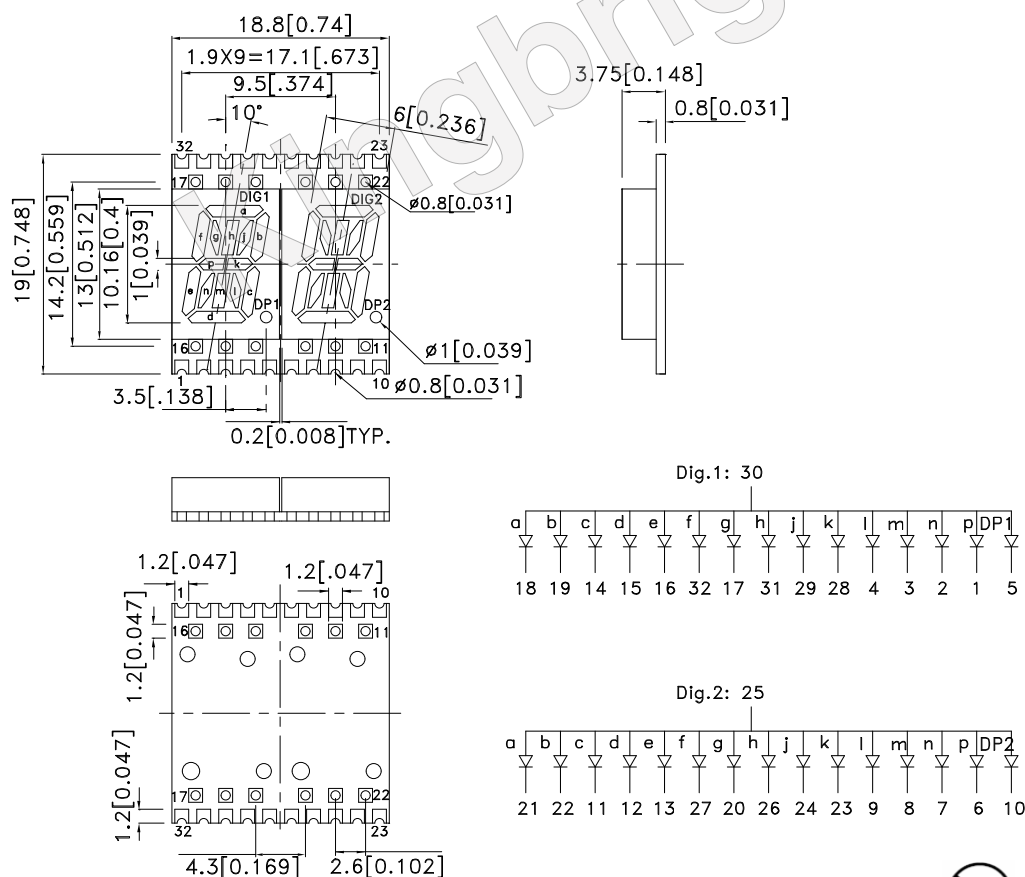 18.8[0.74]
1.9X9=17.1[.673]
9.5[.374]
10°
6[0.236]
3.75[0.148]
0.8[0.031]
Kingbrig
32 23
17 22
DIG1 DIG2
ø0.8[0.031]
a
f g h j b
j
p k
e n m l c
d
DP1 DP2
19[0.748]
14.2[0.559]
13[0.512]
10.16[0.4]
1[0.039]
16 11
1 10
ø1[0.039]
ø0.8[0.031]
3.5[.138]
0.2[0.008]TYP.
Dig.1: 30
a b c d e f g h j k l m n p DP1
18 19 14 15 16 32 17 31 29 28 4 3 2 1 5
1.2[.047] 1.2[.047]
1 10
16 11
1.2[0.047]
1.2[0.047]
17 22
32 23
4.3[0.169] 2.6[0.102]
Dig.2: 25
a b c d e f g h j k l m n p DP2
21 22 11 12 13 27 20 26 24 23 9 8 7 6 10